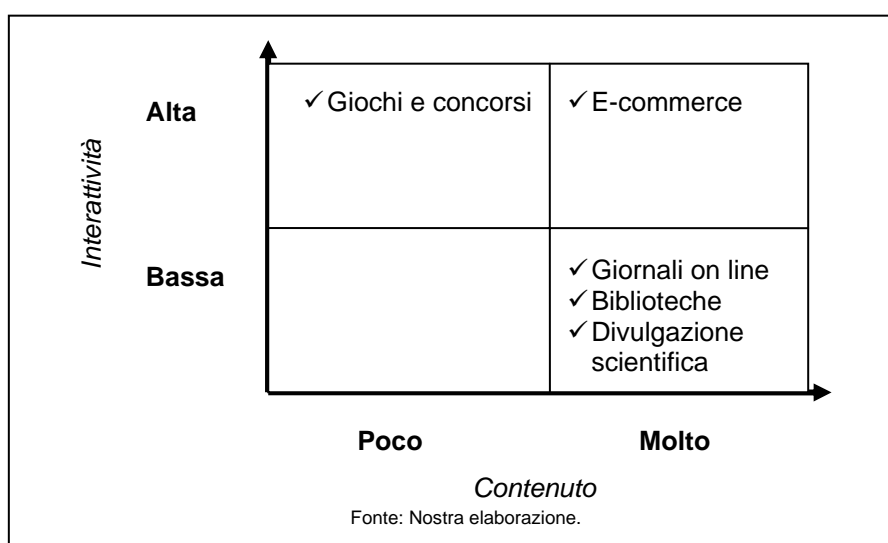 Interattività
Alta
✓ Giochi e concorsi
✓ E-commerce
Bassa
✓ Giornali on line
✓ Biblioteche
✓ Divulgazione
scientifica
Poco
Molto
Contenuto
Fonte: Nostra elaborazione.